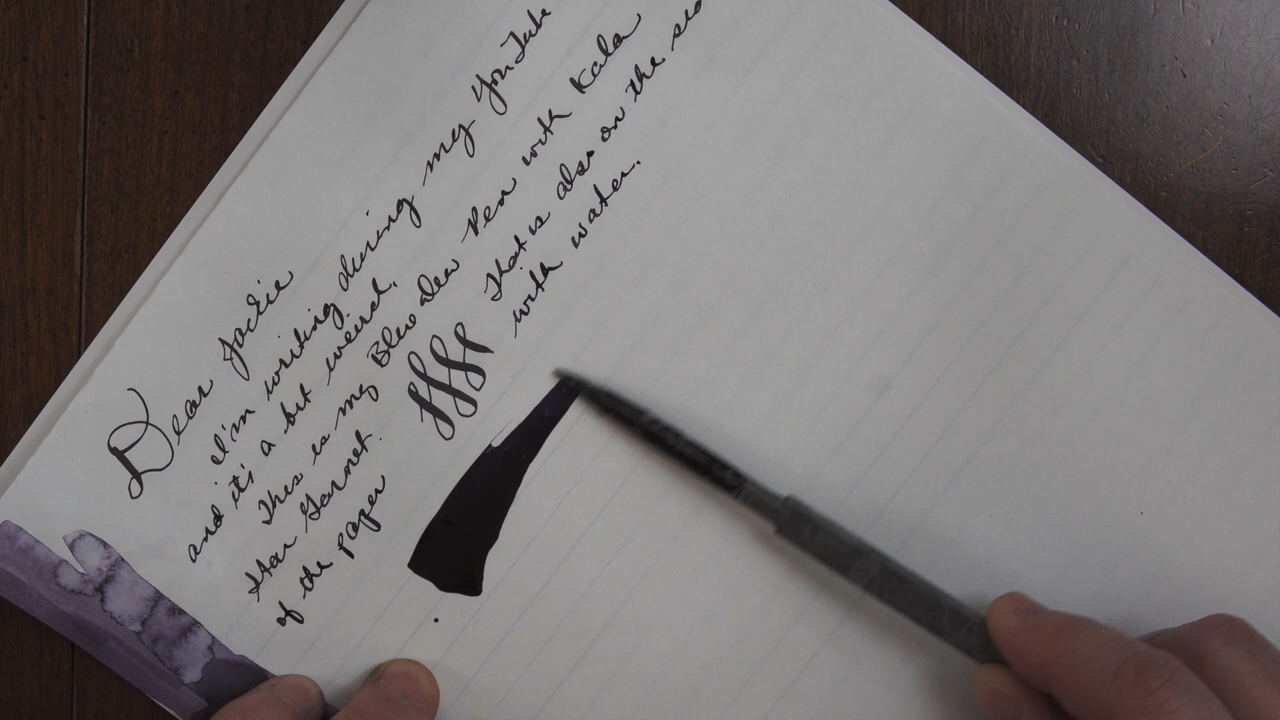 Dear Jackie
I'm writing during my YouTube
and it's a bit weird.
This is my Blue Dew Pen with Kala
Star Garnet. ffff That is also on the
of the paper with water.